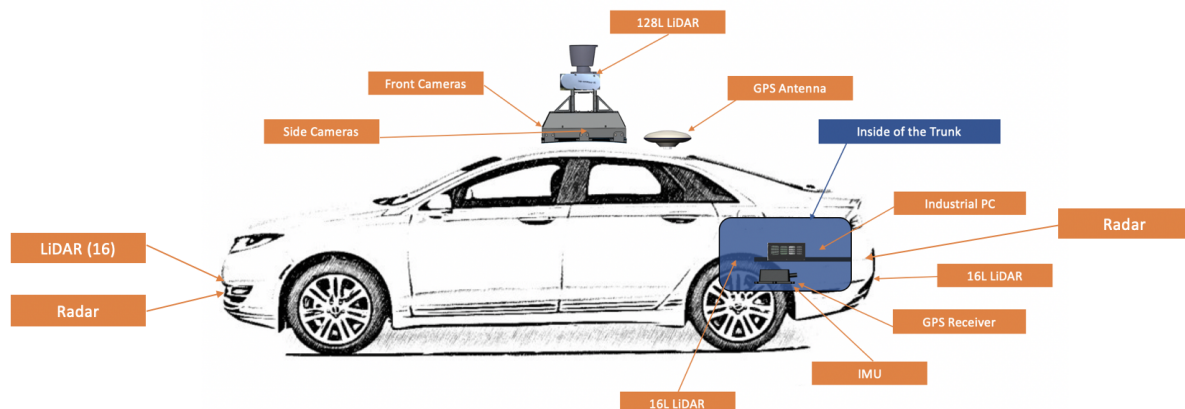 128L LiDAR
Front Cameras
GPS Antenna
Side Cameras
Inside of the Trunk
Industrial PC
Radar
LiDAR (16)
16L LiDAR
Radar
GPS Receiver
IMU
16L LiDAR